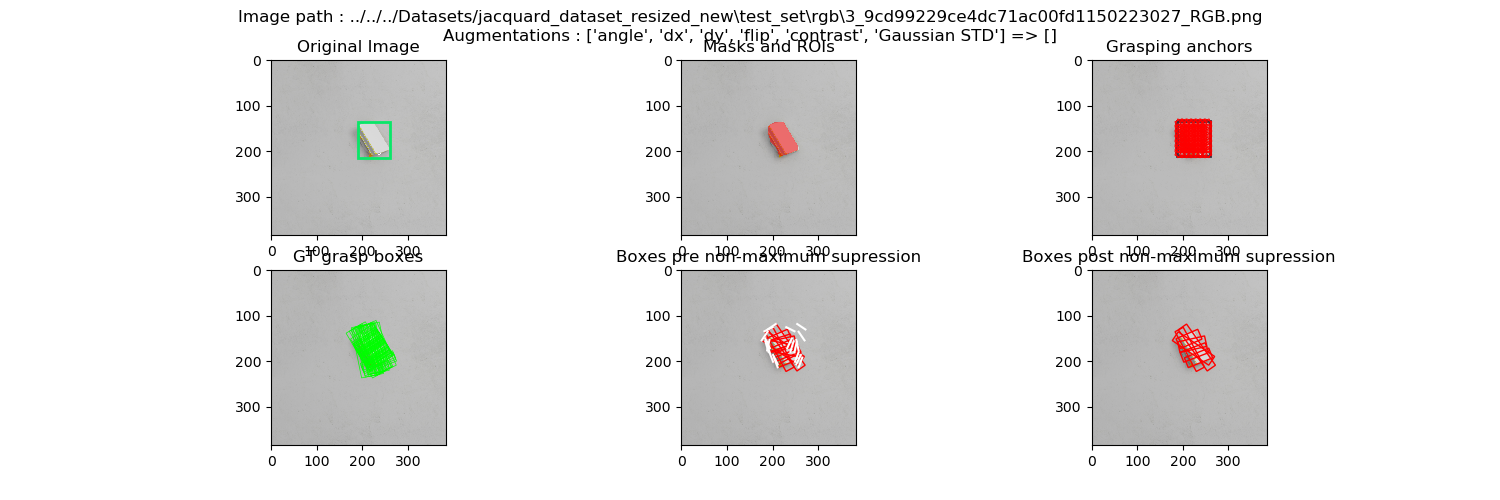 Image path : ../../../Datasets/jacquard_dataset_resized_new\test_set\rgb\3_9cd99229ce4dc71ac00fd1150223027_RGB.png
Augmentations : ['angle', 'dx', 'dy', 'flip', 'contrast', 'Gaussian STD'] => []
Original Image
Masks and ROIs
Grasping anchors
0
100
200
300
0 100 200 300
0
100
200
300
0 100 200 300
0
100
200
300
0 100 200 300
GT grasp boxes
Boxes pre non-maximum supression
Boxes post non-maximum supression
0
100
200
300
0 100 200 300
0
100
200
300
0 100 200 300
0
100
200
300
0 100 200 300